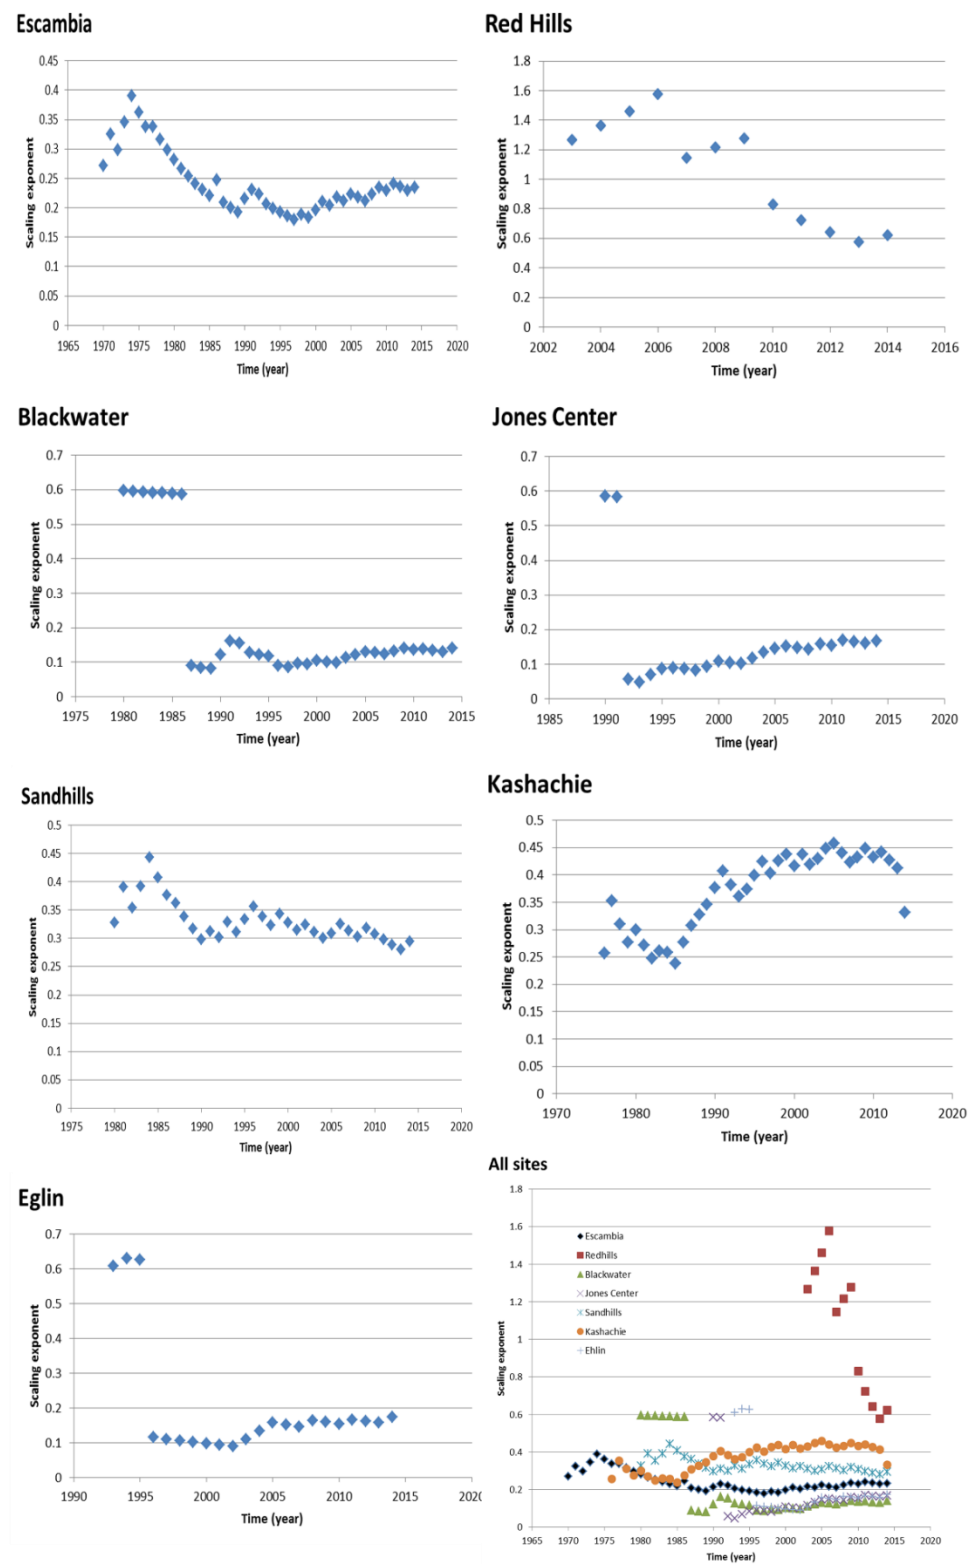 Escambia
0.45
0.4
0.35
0.3
0.25
0.2
0.15
0.1
0.05
0
Scaling exponent
1965 1970 1975 1980 1985 1990 1995 2000 2005 2010 2015 2020
Time (year)
Red Hills
1.8
1.6
1.4
1.2
1
0.8
0.6
0.4
0.2
0
Scaling exponent
2002 2004 2006 2008 2010 2012 2014 2016
Time (year)
Blackwater
0.7
0.6
0.5
0.4
0.3
0.2
0.1
0
Scaling exponent
1975 1980 1985 1990 1995 2000 2005 2010 2015
Time (year)
Jones Center
0.7
0.6
0.5
0.4
0.3
0.2
0.1
0
Scaling exponent
1985 1990 1995 2000 2005 2010 2015 2020
Time (year)
Sandhills
0.5
0.45
0.4
0.35
0.3
0.25
0.2
0.15
0.1
0.05
0
Scaling exponent
1975 1980 1985 1990 1995 2000 2005 2010 2015 2020
Time (year)
Kashachie
0.5
0.45
0.4
0.35
0.3
0.25
0.2
0.15
0.1
0.05
0
Scaling exponent
1970 1980 1990 2000 2010 2020
Time (year)
Eglin
0.7
0.6
0.5
0.4
0.3
0.2
0.1
0
Scaling exponent
1990 1995 2000 2005 2010 2015 2020
Time (year)
All sites
1.8
1.6
1.4
1.2
1
0.8
0.6
0.4
0.2
0
Scaling exponent
Escambia
Redhills
Blackwater
Jones Center
Sandhills
Kashachie
Ehlin
1965 1970 1975 1980 1985 1990 1995 2000 2005 2010 2015 2020
Time (year)